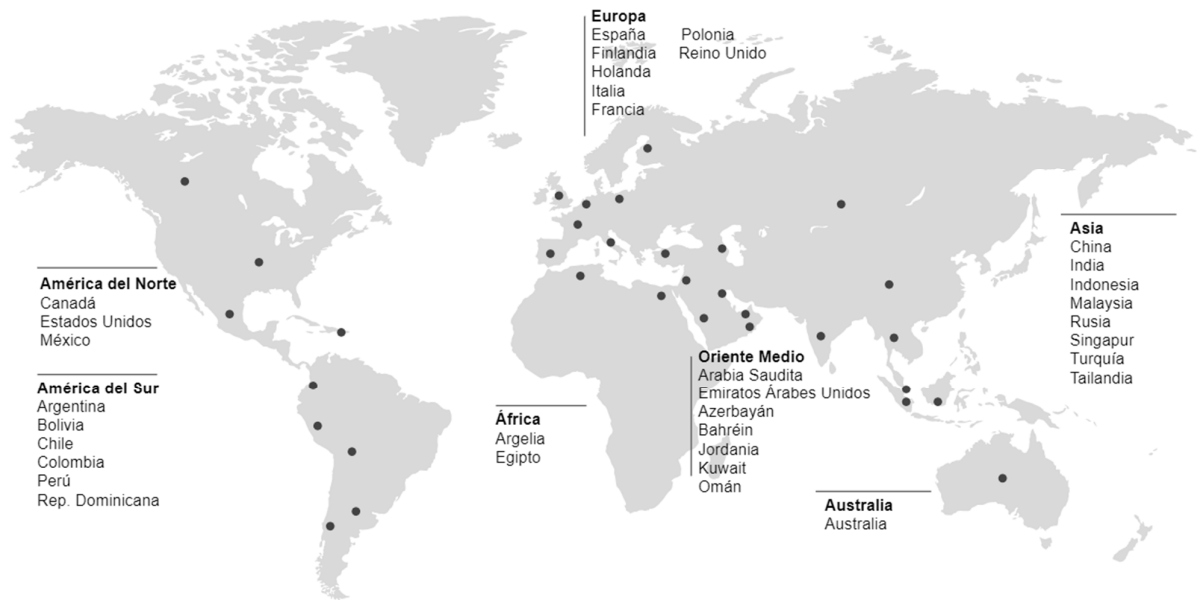 Europa
España Polonia
Finlandia Reino Unido
Holanda
Italia
Francia
América del Norte
Canadá
Estados Unidos
México
América del Sur
Argentina
Bolivia
Chile
Colombia
Perú
Rep. Dominicana
África
Argelia
Egipto
Oriente Medio
Arabia Saudita
Emiratos Árabes Unidos
Azerbayán
Bahréin
Jordania
Kuwait
Omán
Australia
Australia
Asia
China
India
Indonesia
Malaysia
Rusia
Singapur
Turquía
Tailandia